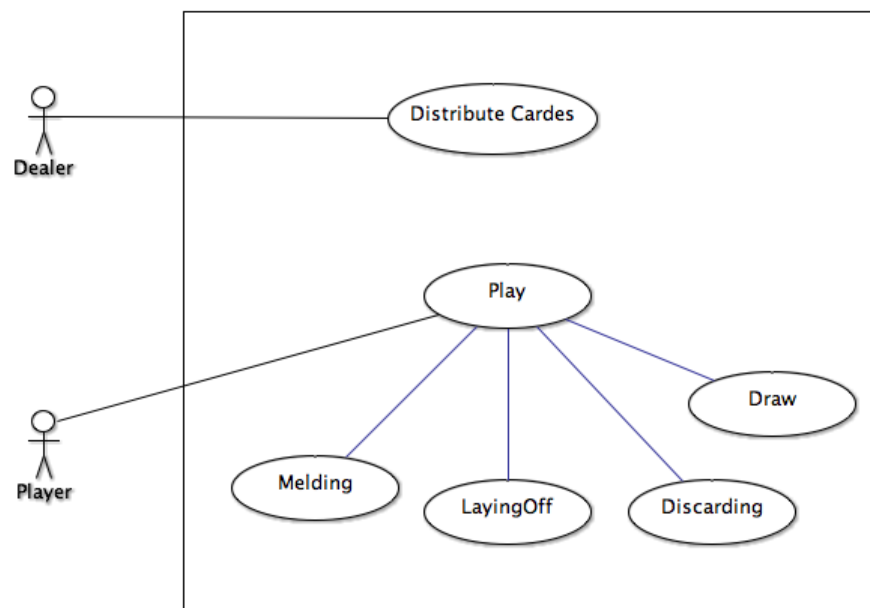 Distribute Cardes
Dealer
Play
Draw
Player
Melding
LayingOff
Discarding